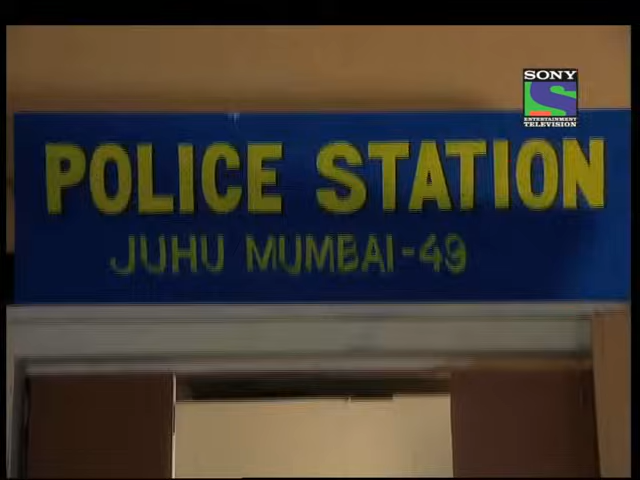 SONY
ENTERTAINMENT
TELEVISION
POLICE STATION
JUHU MUMBAI-49